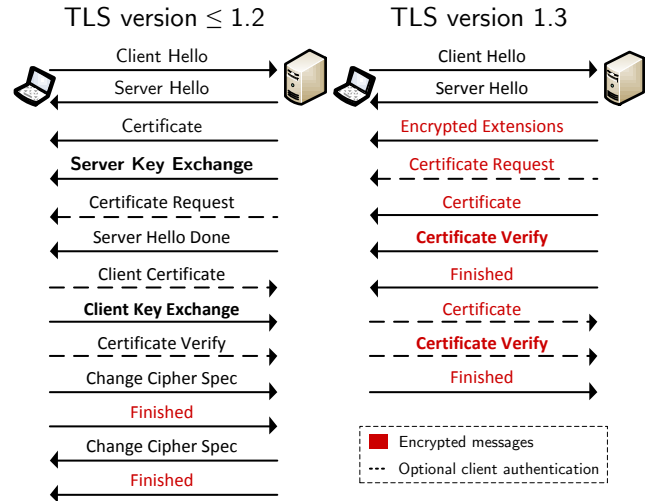 TLS version ≤ 1.2
Client Hello
Server Hello
Certificate
Server Key Exchange
Certificate Request
Server Hello Done
Client Certificate
Client Key Exchange
Certificate Verify
Change Cipher Spec
Finished
Change Cipher Spec
Finished
TLS version 1.3
Client Hello
Server Hello
Encrypted Extensions
Certificate Request
Certificate
Certificate Verify
Finished
Certificate
Certificate Verify
Finished
Encrypted messages
Optional client authentication